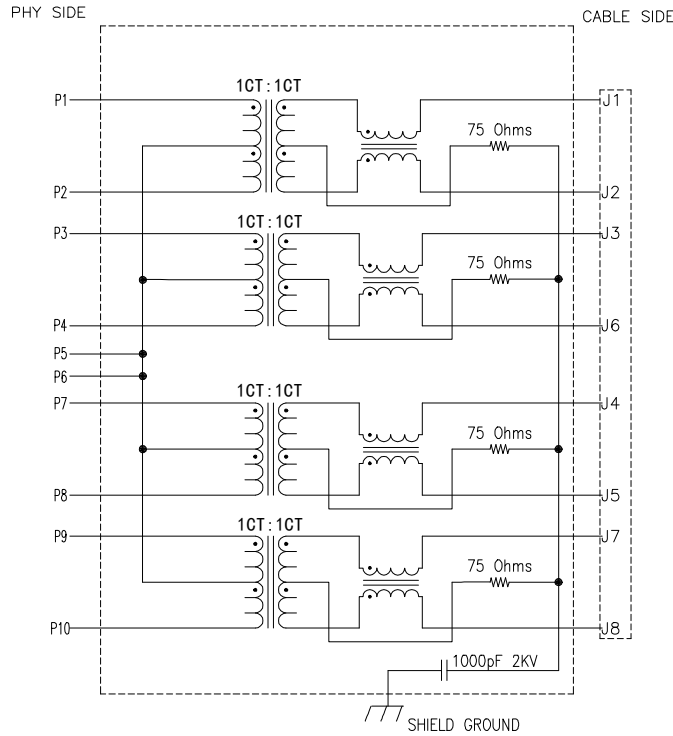 PHY SIDE
CABLE SIDE
1CT : 1CT
P1
J1
75 Ohms
P2
J2
1CT : 1CT
P3
J3
75 Ohms
P4
J6
P5
P6
1CT : 1CT
P7
J4
75 Ohms
P8
J5
1CT : 1CT
P9
J7
75 Ohms
P10
J8
1000pF 2KV
SHIELD GROUND